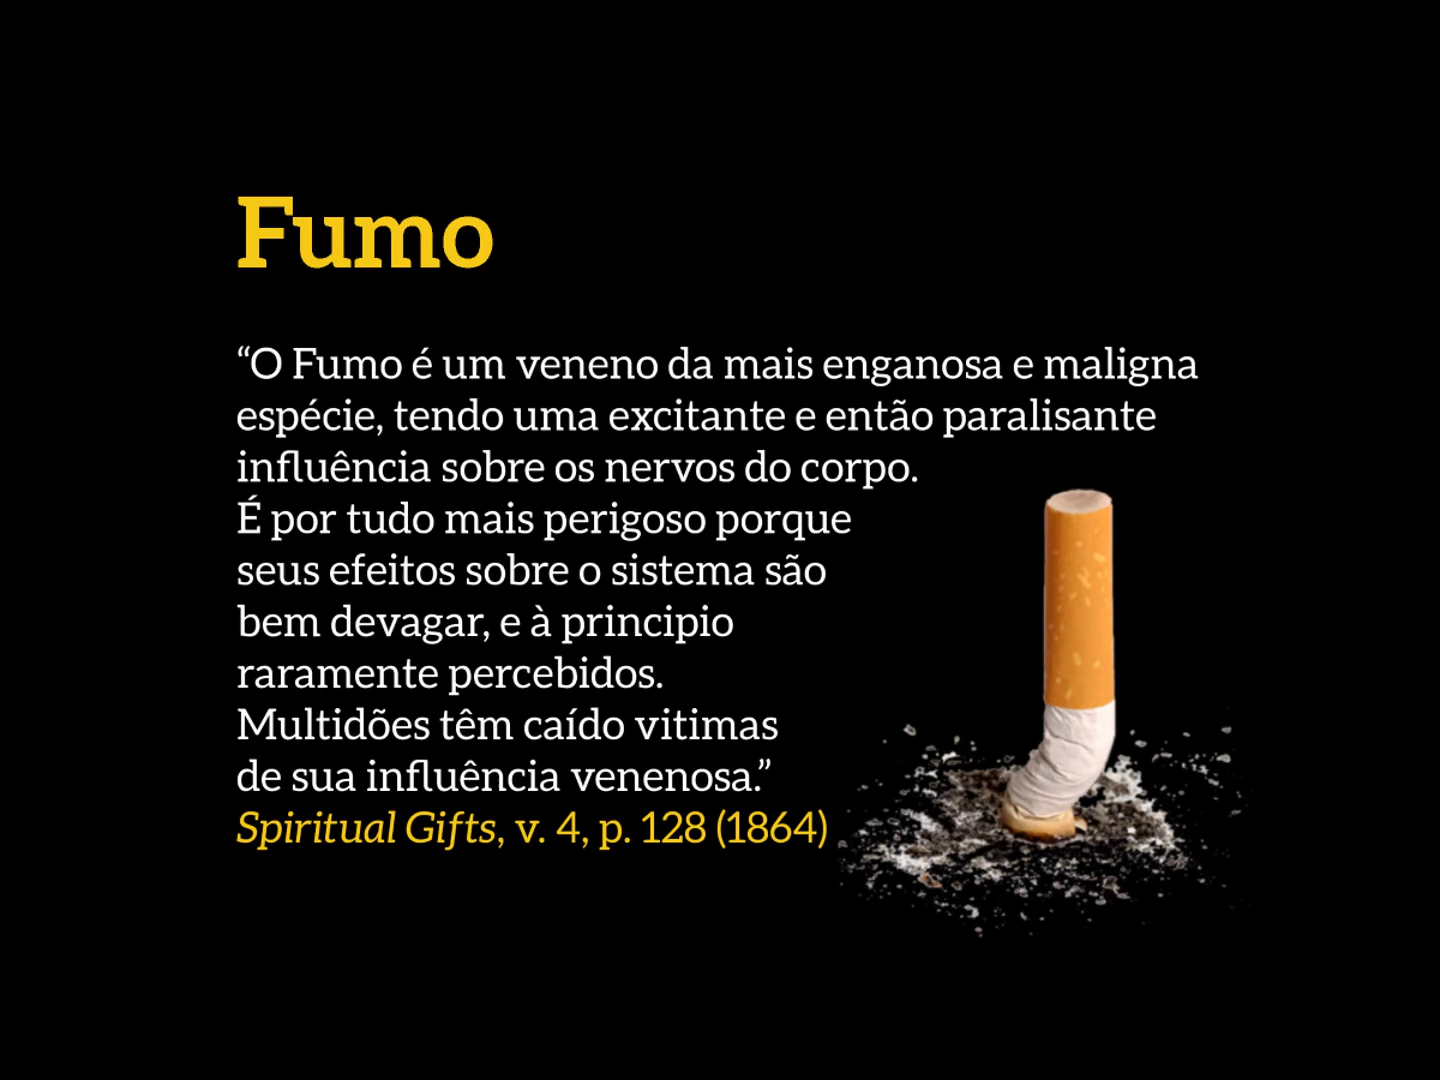 Fumo
“O Fumo é um veneno da mais enganosa e maligna
espécie, tendo uma excitante e então paralisante
influência sobre os nervos do corpo.
É por tudo mais perigoso porque
seus efeitos sobre o sistema são
bem devagar, e à principio
raramente percebidos.
Multidões têm caído vitimas
de sua influência venenosa.”
Spiritual Gifts, v. 4, p. 128 (1864)